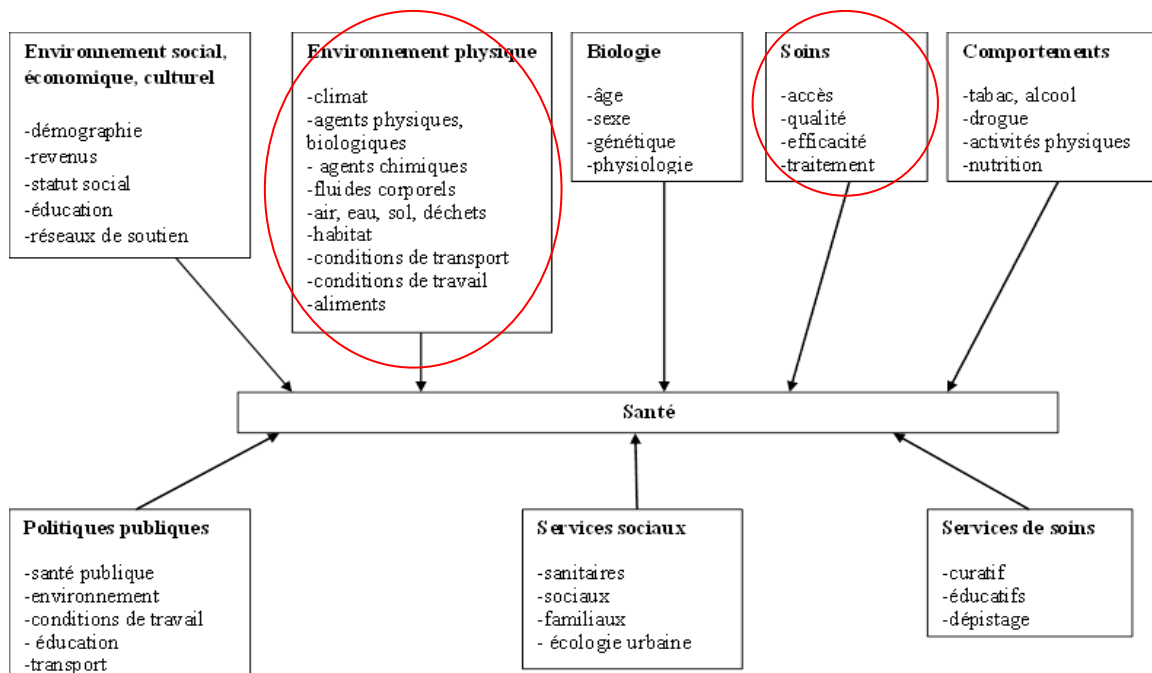 Environnement social,
économique, culturel
-démographie
-revenus
-statut social
-éducation
-réseaux de soutien
Environnement physique
-climat
-agents physiques,
biologiques
- agents chimiques
-fluides corporels
-air, eau, sol, déchets
-habitat
-conditions de transport
-conditions de travail
-aliments
Biologie
-âge
-sexe
-génétique
-physiologie
Soins
-accès
-qualité
-efficacité
-traitement
Comportements
-tabac, alcool
-drogue
-activités physiques
-nutrition
Santé
Politiques publiques
-santé publique
-environnement
-conditions de travail
- éducation
-transport
Services sociaux
-sanitaires
-sociaux
-familiaux
- écologie urbaine
Services de soins
-curatif
-éducatifs
-dépistage